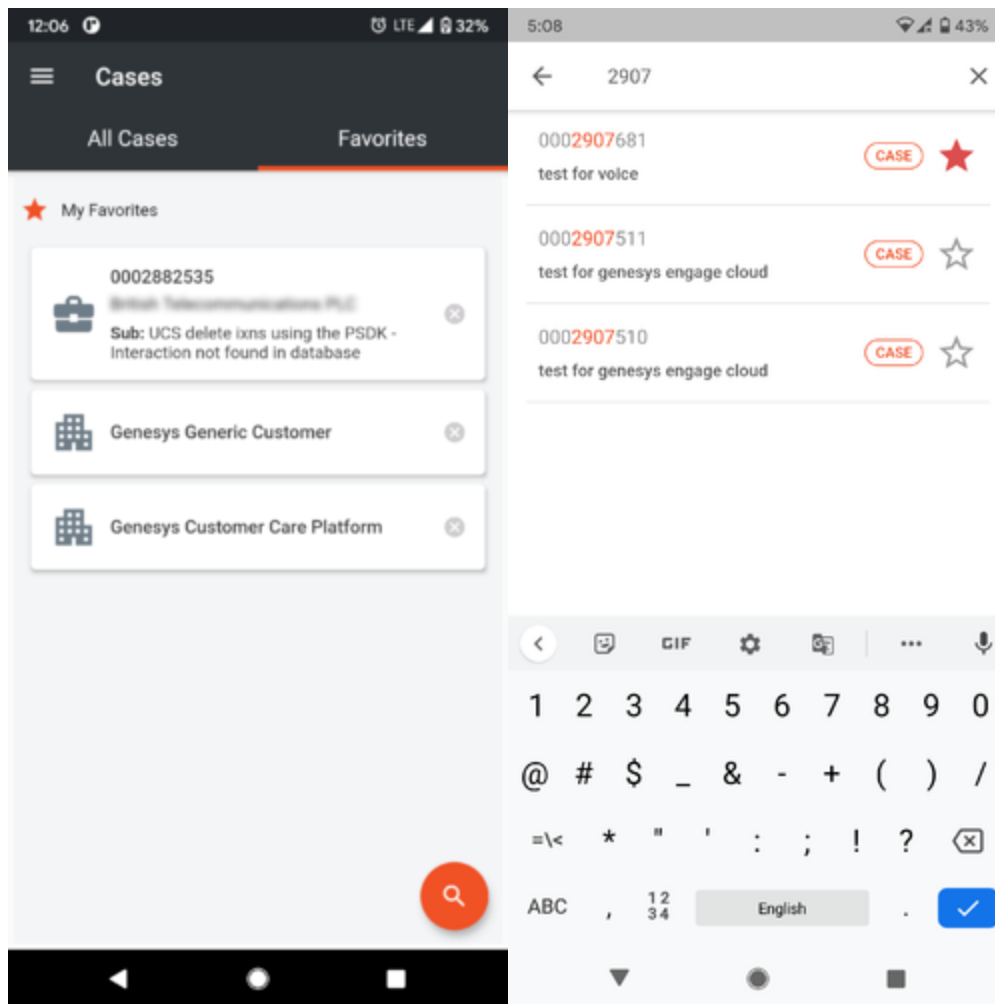 12:06 LTE 32%
Cases
All Cases Favorites
My Favorites
0002882535
Sub: UCS delete ixns using the PSDK -
Interaction not found in database
Genesys Generic Customer
Genesys Customer Care Platform
5:08 43%
2907
0002907681
test for voice
CASE
0002907511
test for genesys engage cloud
CASE
0002907510
test for genesys engage cloud
CASE
GIF
1 2 3 4 5 6 7 8 9 0
@ # $ _ & - + ( ) /
=\< * " ' : ; ! ?
ABC , 12 34 English .